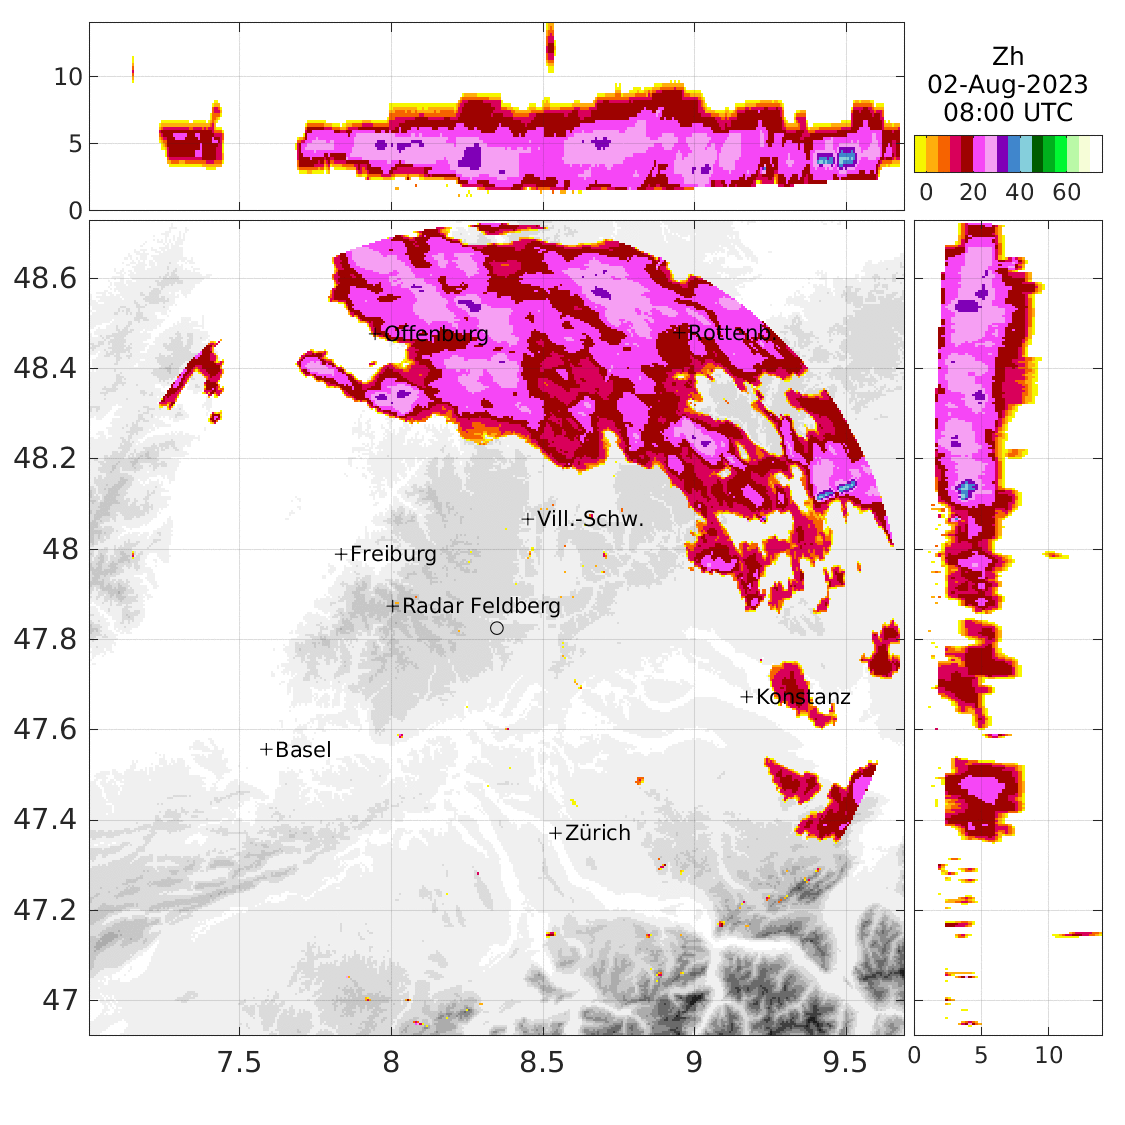 10
5
0
Zh
02-Aug-2023
08:00 UTC
0 20 40 60
48.6
48.4
48.2
48
47.8
47.6
47.4
47.2
47
Offenburg
Rottenb.
Vill.-Schw.
Freiburg
Radar Feldberg
Konstanz
Basel
Zürich
7.5 8 8.5 9 9.5
0 5 10